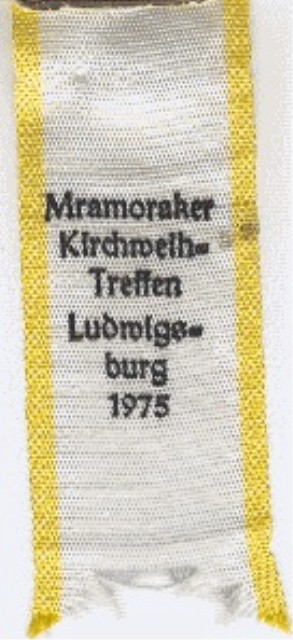 Mramoraker
Kirchweih-
Treffen
Ludwigs-
burg
1975